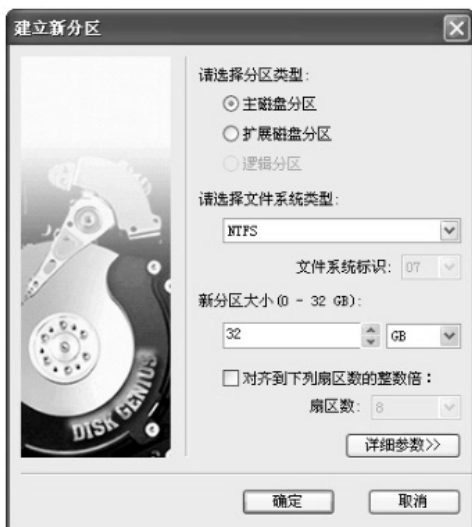 建立新分区
请选择分区类型:
主磁盘分区
扩展磁盘分区
逻辑分区
请选择文件系统类型:
NTFS
文件系统标识: 07
新分区大小(0 - 32 GB):
32 GB
对齐到下列扇区数的整数倍：
扇区数: 8
DISK GENIUS
详细参数>>
确定 取消